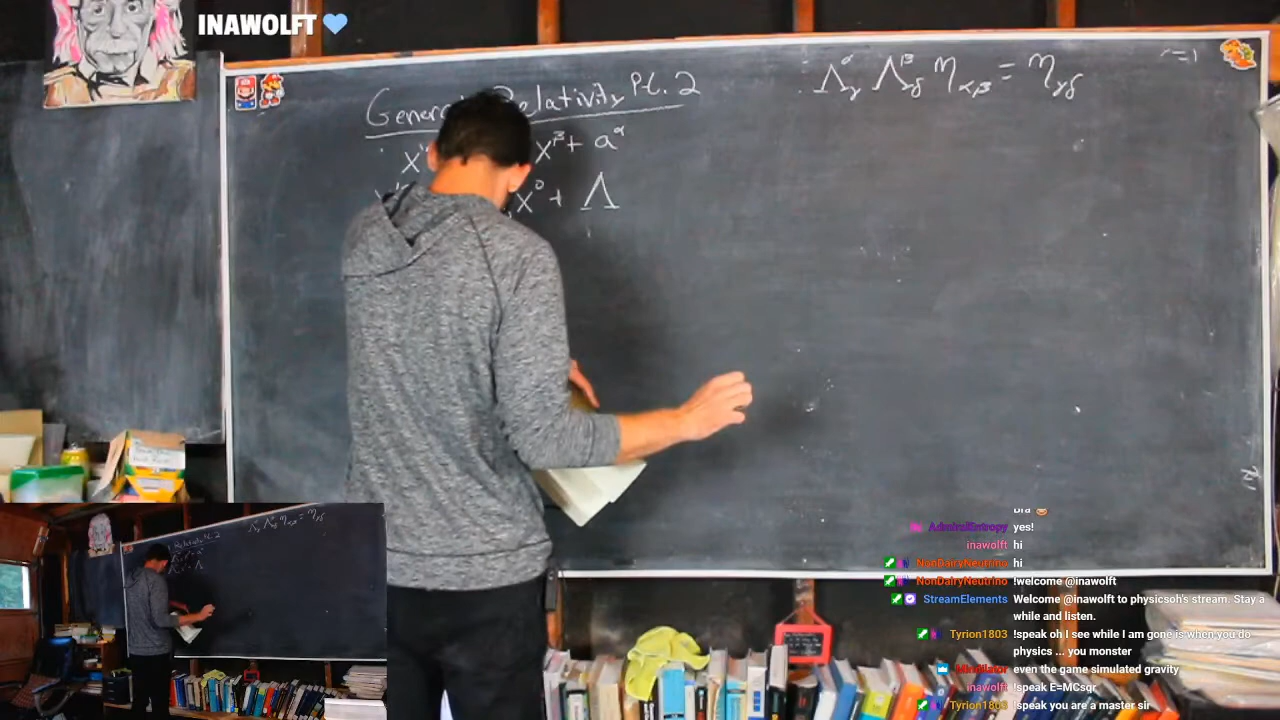 INAWOLFT 🩵
General Relativity Pt. 2
Λ^α_γ Λ^β_δ η_αβ = η_γδ
=1
x^β + a^α
x^0 + Λ
AdmiralEntropy yes!
inawolft hi
NonDairyNeutrino hi
NonDairyNeutrino !welcome @inawolft
StreamElements Welcome @inawolft to physicsoh's stream. Stay a
while and listen.
Tyrion1803 !speak oh I see while I am gone is when you do
physics ... you monster
even the game simulated gravity
inawolft !speak E=MCsqr
Tyrion1803 !speak you are a master sir